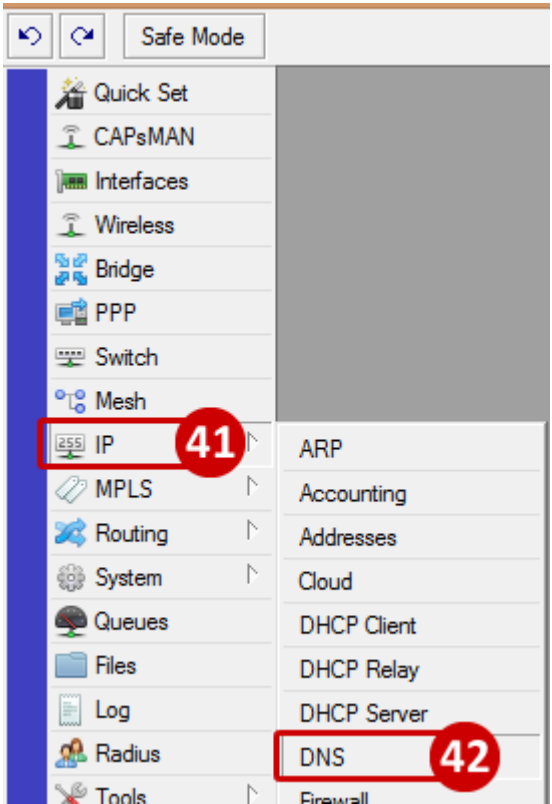 Safe Mode
Quick Set
CAPsMAN
Interfaces
Wireless
Bridge
PPP
Switch
Mesh
255 IP 41
MPLS
Routing
System
Queues
Files
Log
Radius
Tools
ARP
Accounting
Addresses
Cloud
DHCP Client
DHCP Relay
DHCP Server
DNS 42
Firewall